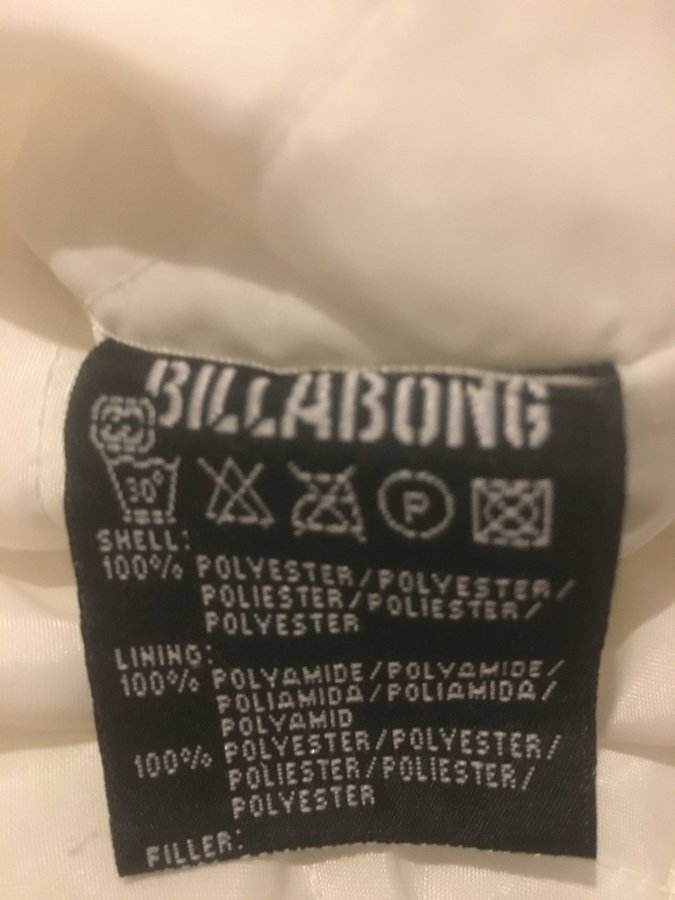 BILLABONG
30°
P
SHELL:
100% POLYESTER/POLYESTER/
POLIESTER/POLIESTER/
POLYESTER
LINING:
100% POLYAMIDE/POLYAMIDE/
POLIAMIDA/POLIAMIDA/
POLYAMID
100% POLYESTER/POLYESTER/
POLIESTER/POLIESTER/
POLYESTER
FILLER: